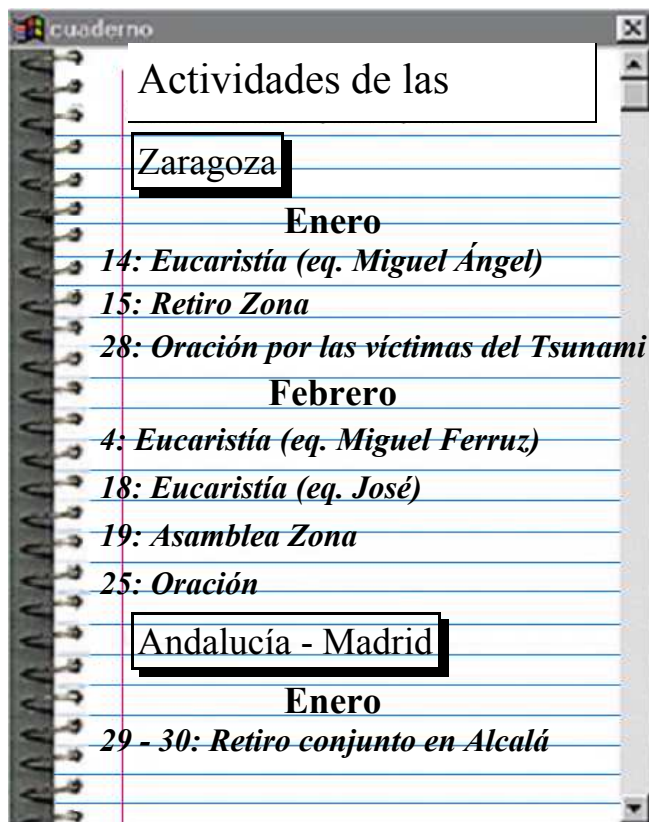 cuaderno
Actividades de las
Zaragoza
Enero
14: Eucaristía (eq. Miguel Ángel)
15: Retiro Zona
28: Oración por las víctimas del Tsunami
Febrero
4: Eucaristía (eq. Miguel Ferruz)
18: Eucaristía (eq. José)
19: Asamblea Zona
25: Oración
Andalucía - Madrid
Enero
29 - 30: Retiro conjunto en Alcalá